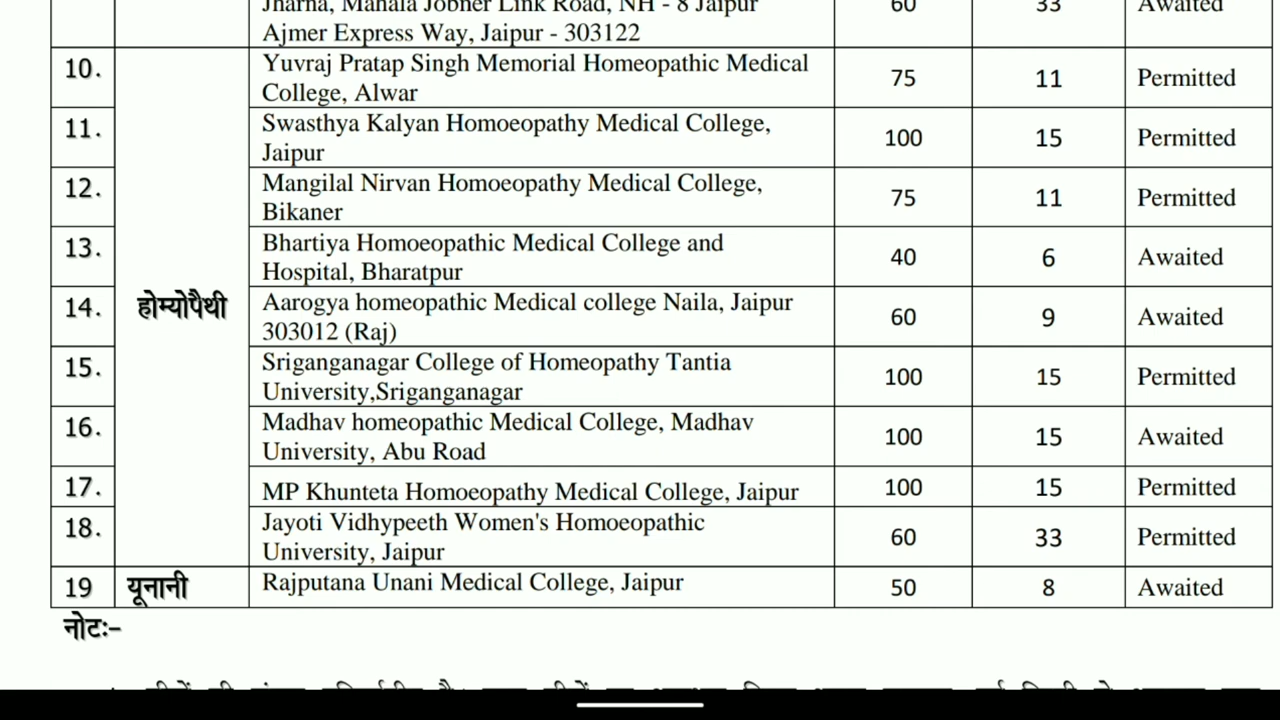 Jharna, Mahala Jobner Link Road, NH - 8 Jaipur
Ajmer Express Way, Jaipur - 303122
60 33 Awaited
10. Yuvraj Pratap Singh Memorial Homeopathic Medical
College, Alwar
75 11 Permitted
11. Swasthya Kalyan Homoeopathy Medical College,
Jaipur
100 15 Permitted
12. Mangilal Nirvan Homoeopathy Medical College,
Bikaner
75 11 Permitted
13. Bhartiya Homoeopathic Medical College and
Hospital, Bharatpur
40 6 Awaited
होम्योपैथी
14. Aarogya homeopathic Medical college Naila, Jaipur
303012 (Raj)
60 9 Awaited
15. Sriganganagar College of Homeopathy Tantia
University,Sriganganagar
100 15 Permitted
16. Madhav homeopathic Medical College, Madhav
University, Abu Road
100 15 Awaited
17. MP Khunteta Homoeopathy Medical College, Jaipur 100 15 Permitted
18. Jayoti Vidhypeeth Women's Homoeopathic
University, Jaipur
60 33 Permitted
19 यूनानी Rajputana Unani Medical College, Jaipur 50 8 Awaited
नोटः–